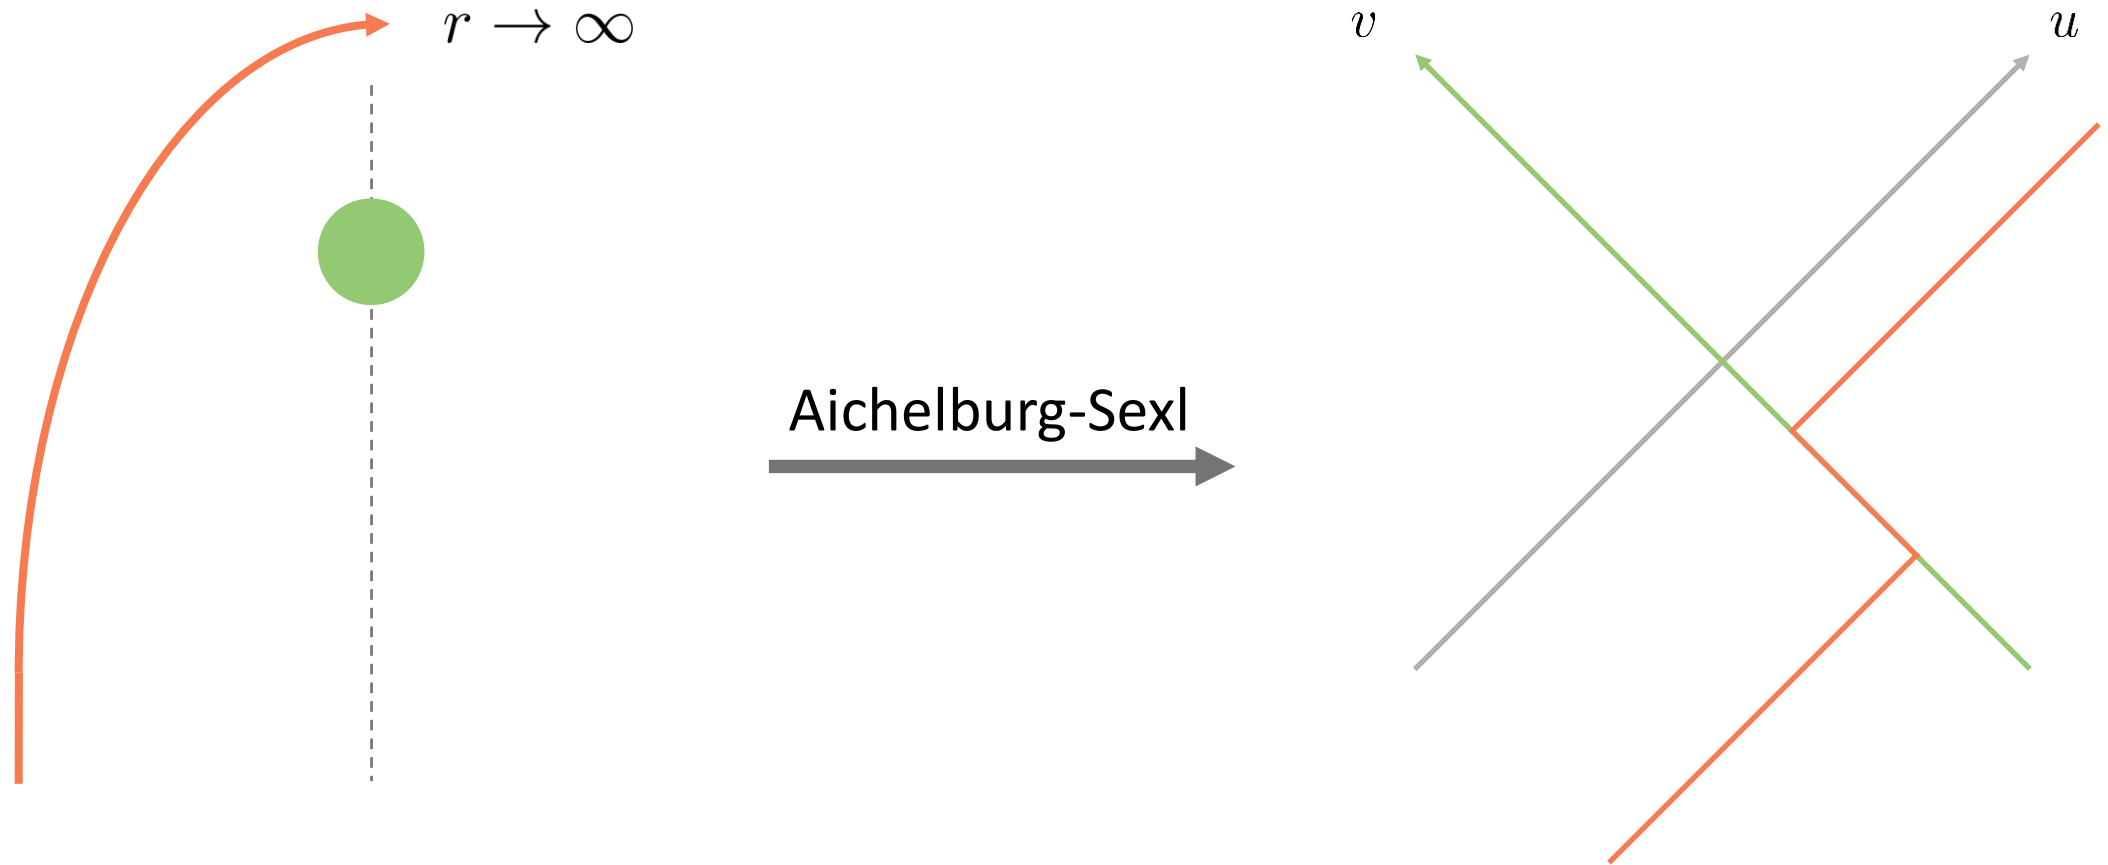 r → ∞
v
u
Aichelburg-Sexl